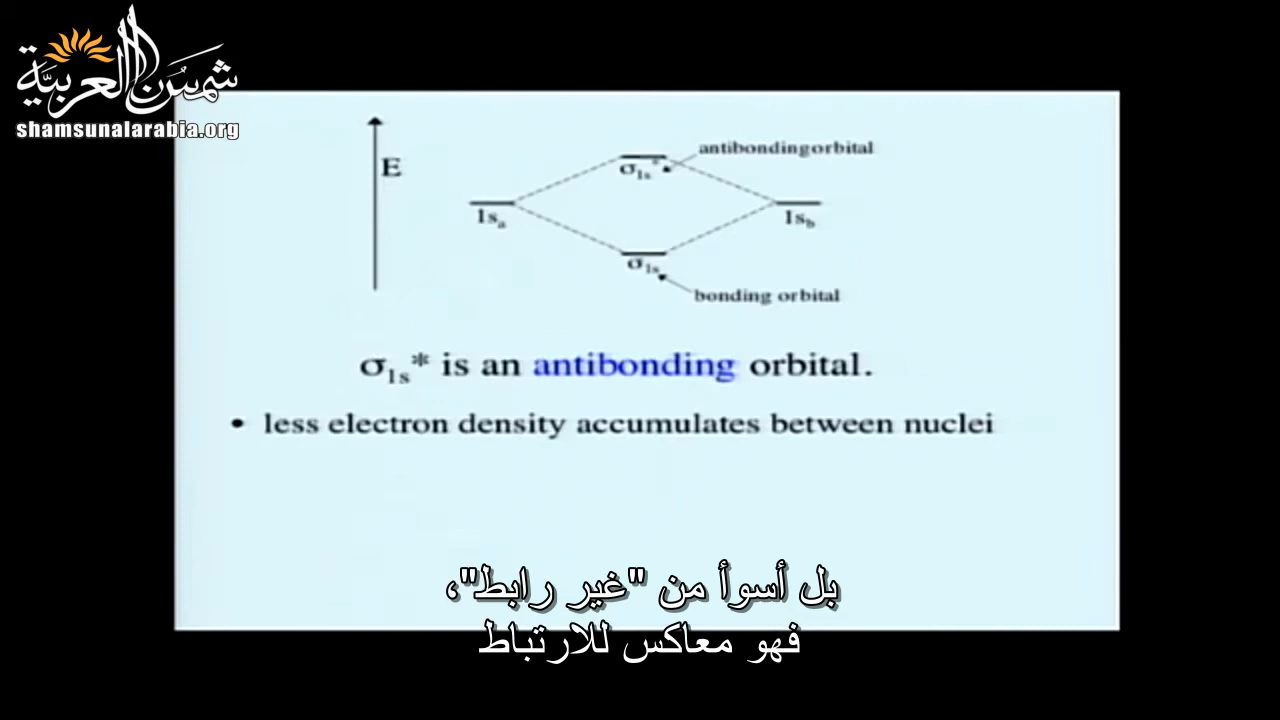 شمس العربية
shamsunalarabia.org
E
antibonding orbital
σ1s*
1sa
1sb
σ1s
bonding orbital
σ1s* is an antibonding orbital.
• less electron density accumulates between nuclei
بل أسوأ من "غير رابط"،
فهو معاكس للارتباط